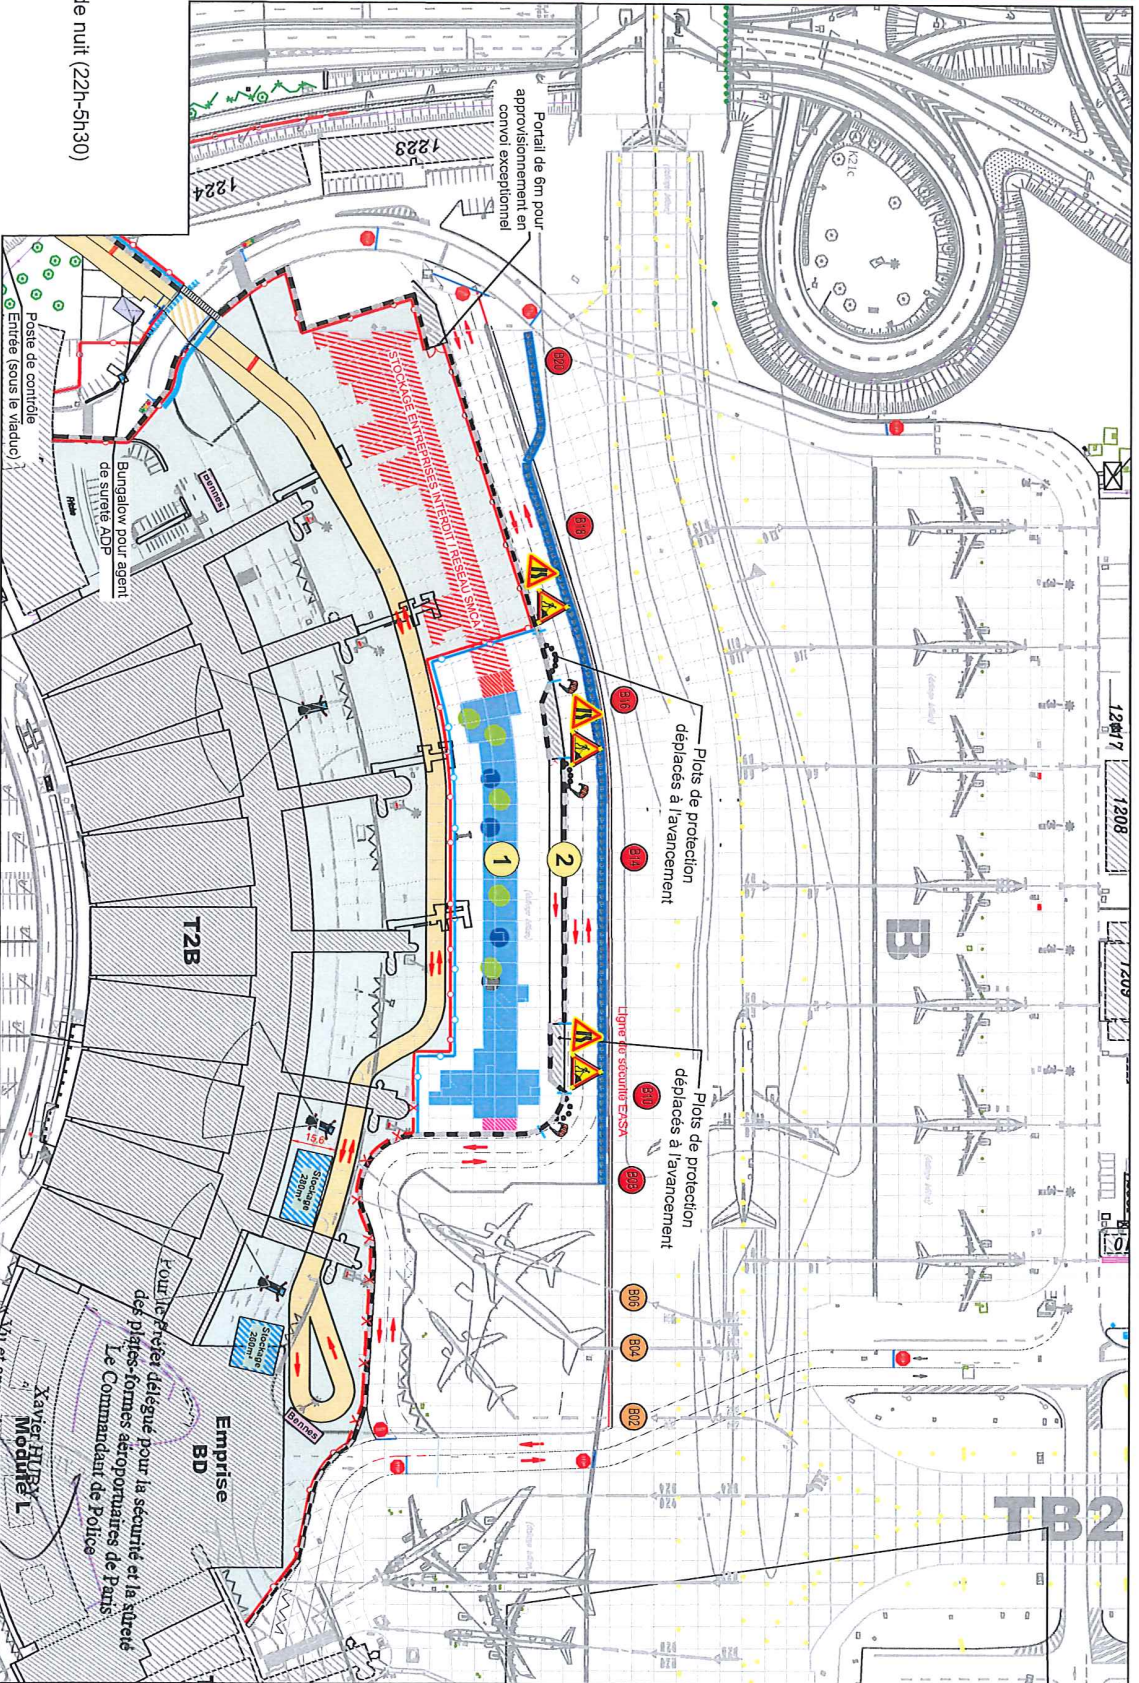 de nuit (22h-5h30)
Portail de 6m pour
approvisionnement en
convoi exceptionnel
1223
1224
K21c
STOCKAGE ENTREPRISES INTERDIT / RESEAU SMCA
Poste de contrôle
Entrée (sous le viaduc)
Bungalow pour agent
de sureté ADP
Bennes
B20
B18
B16
B14
B10
B08
B06
B04
B02
Plots de protection
déplacés à l'avancement
Plots de protection
déplacés à l'avancement
Ligne de sécurité EASA
1
2
B
1208
1209
TB2
T2B
15,6
Stockage
280m²
Stockage
200m²
Bennes
Emprise
BD
Pour le Préfet délégué pour la sécurité et la sûreté
des plates-formes aéroportuaires de Paris
Le Commandant de Police
Xavier HUBY
Module L